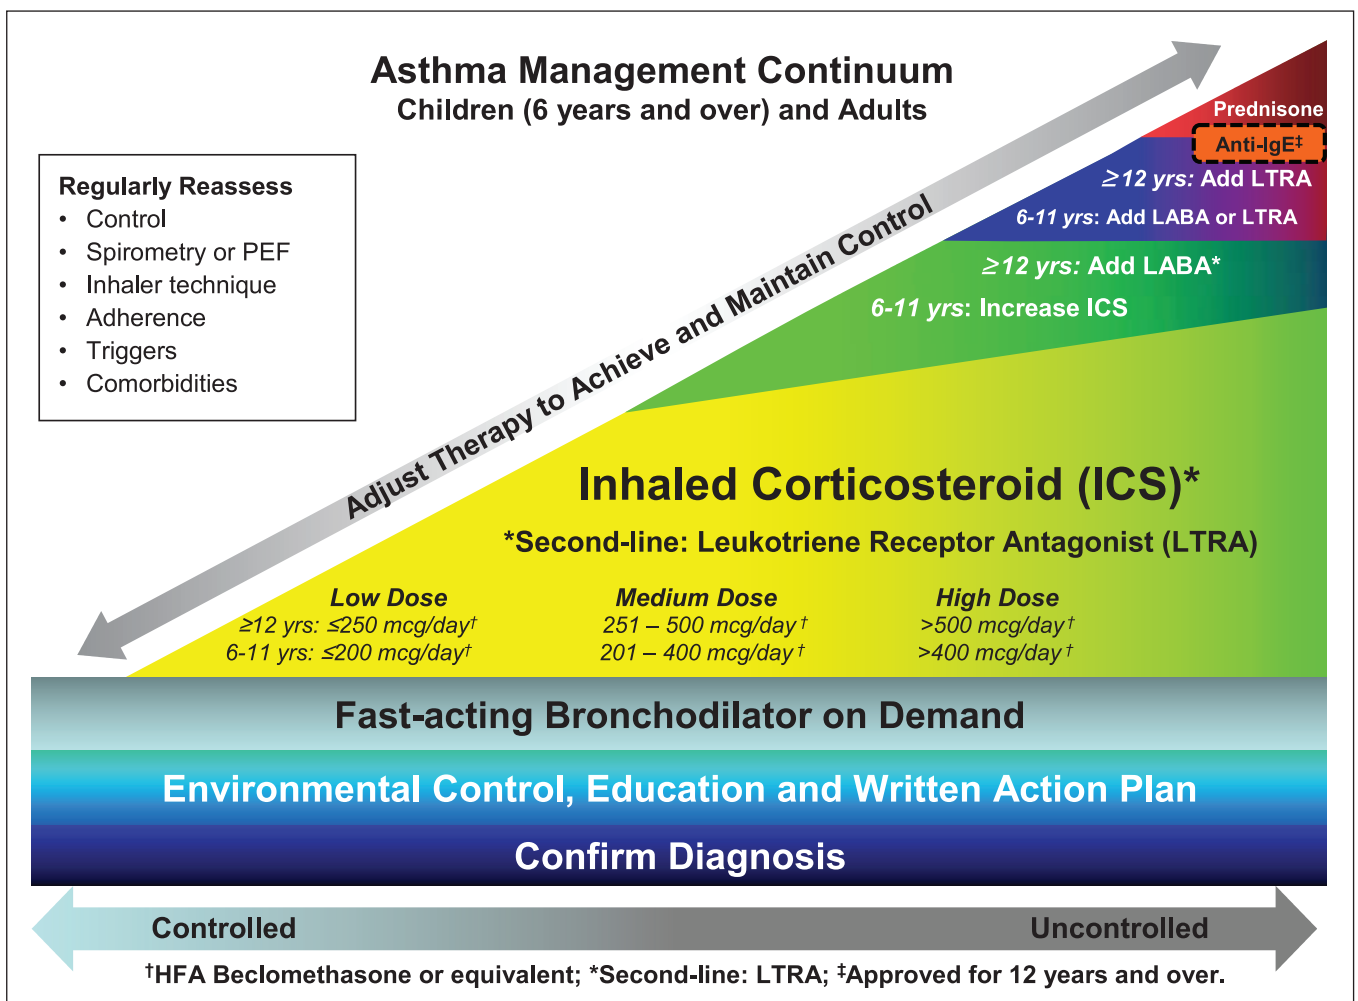 Asthma Management Continuum
Children (6 years and over) and Adults
Regularly Reassess
• Control
• Spirometry or PEF
• Inhaler technique
• Adherence
• Triggers
• Comorbidities
Adjust Therapy to Achieve and Maintain Control
Prednisone
Anti-IgE‡
≥12 yrs: Add LTRA
6-11 yrs: Add LABA or LTRA
≥12 yrs: Add LABA*
6-11 yrs: Increase ICS
Inhaled Corticosteroid (ICS)*
*Second-line: Leukotriene Receptor Antagonist (LTRA)
Low Dose Medium Dose High Dose
≥12 yrs: ≤250 mcg/day† 251 – 500 mcg/day† >500 mcg/day†
6-11 yrs: ≤200 mcg/day† 201 – 400 mcg/day† >400 mcg/day†
Fast-acting Bronchodilator on Demand
Environmental Control, Education and Written Action Plan
Confirm Diagnosis
Controlled Uncontrolled
†HFA Beclomethasone or equivalent; *Second-line: LTRA; ‡Approved for 12 years and over.